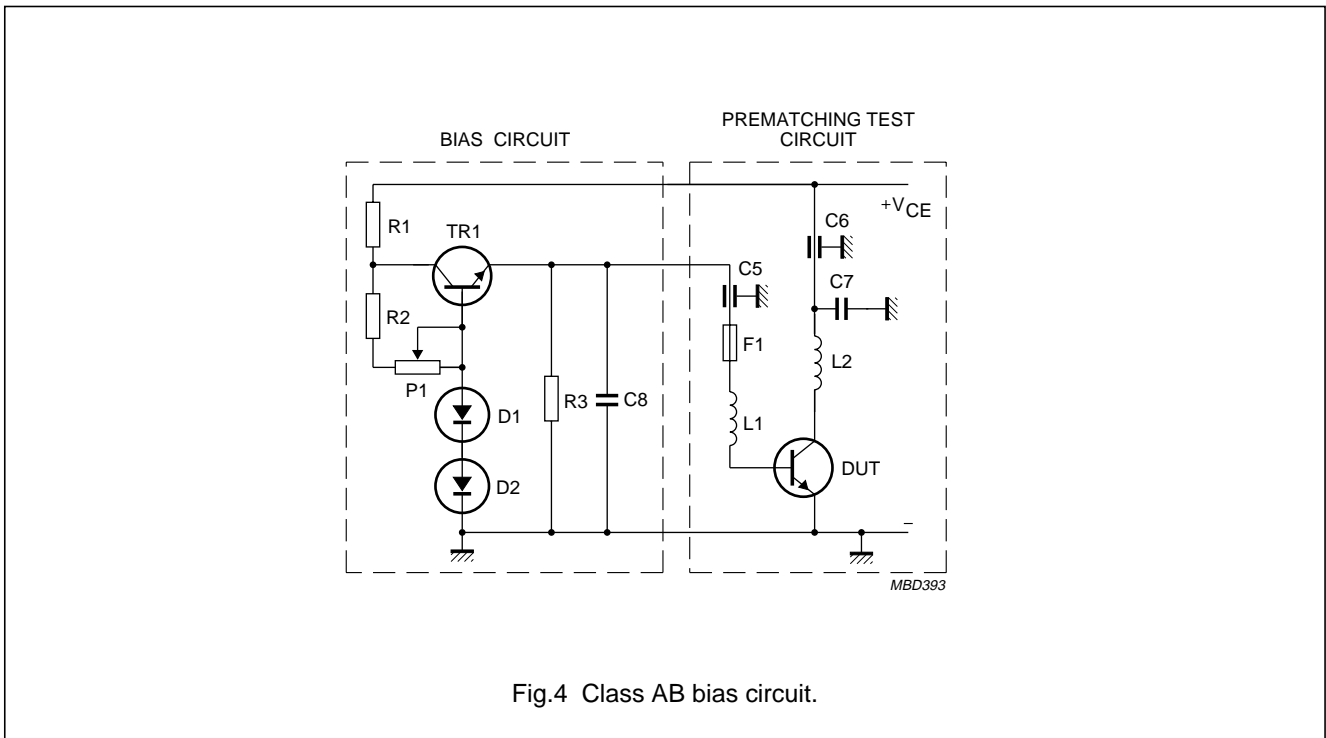 PREMATCHING TEST
BIAS CIRCUIT
CIRCUIT
+VCE
C6
R1
TR1
C5
C7
R2
F1
L2
P1
R3
C8
D1
L1
DUT
D2
–
MBD393
Fig.4 Class AB bias circuit.